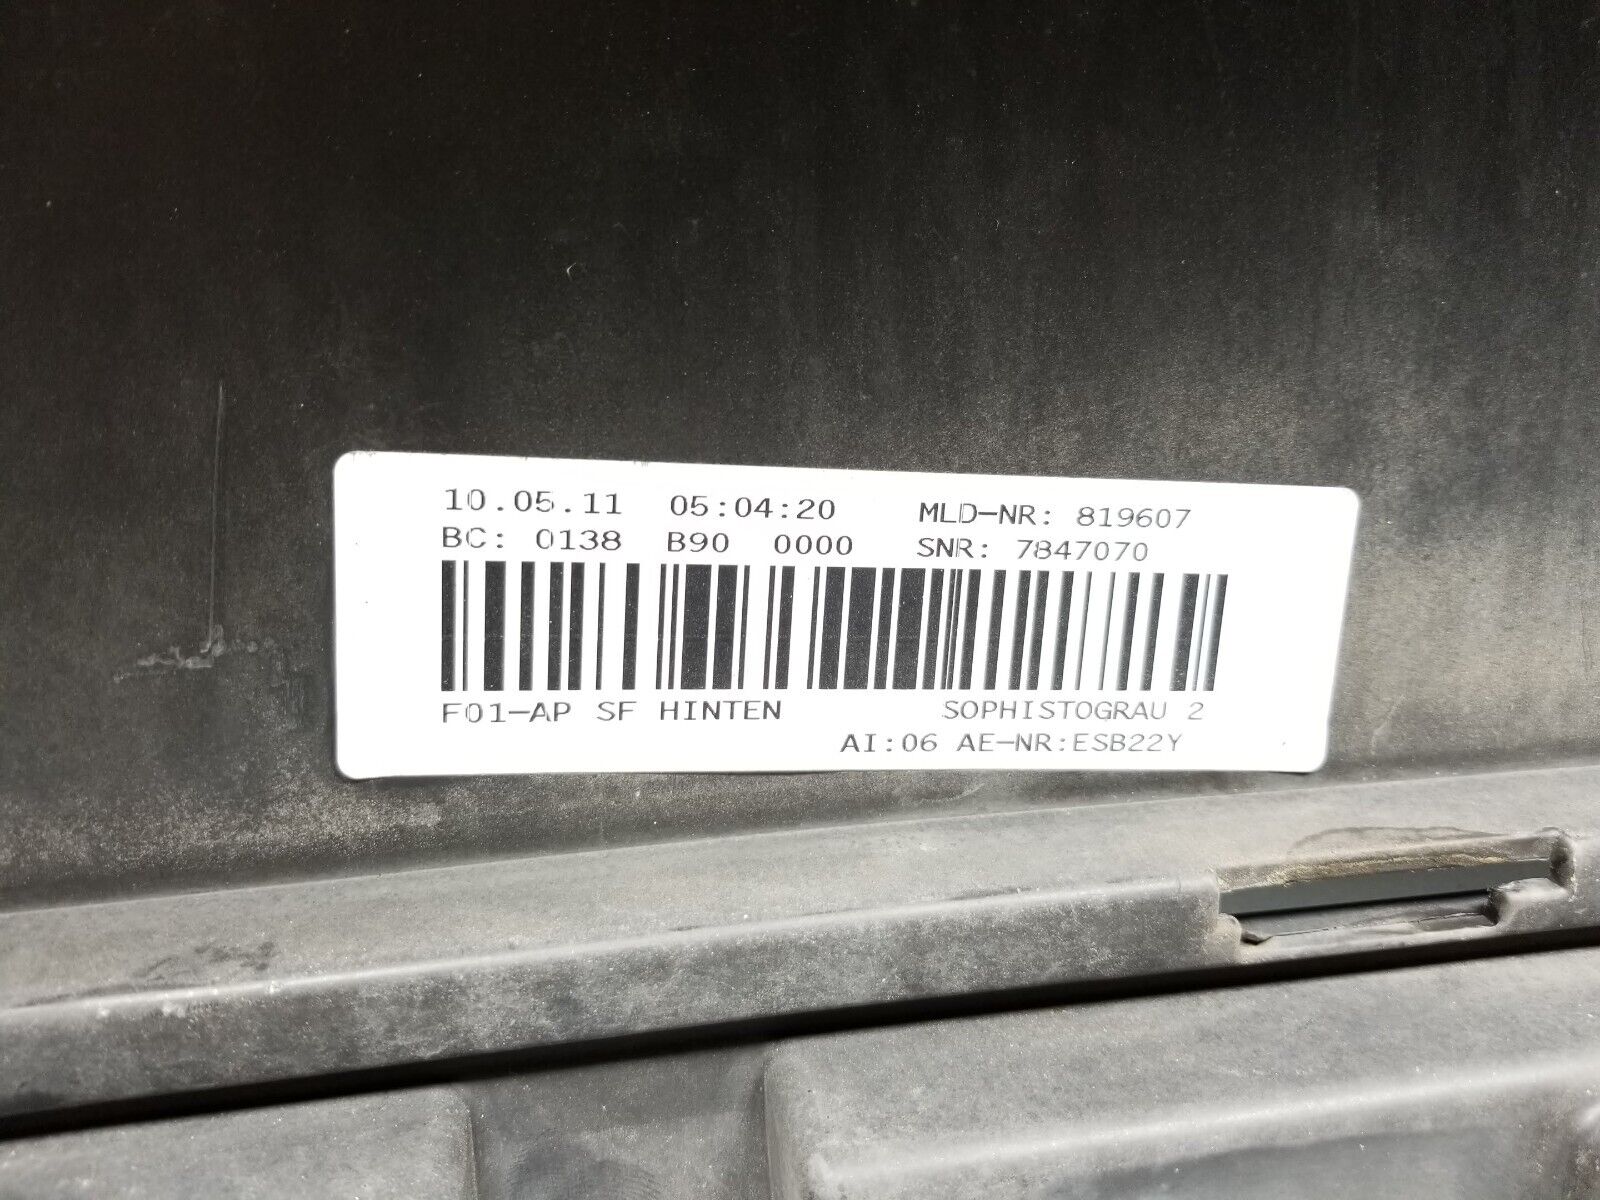 10.05.11 05:04:20 MLD-NR: 819607
BC: 0138 B90 0000 SNR: 7847070
F01-AP SF HINTEN SOPHISTOGRAU 2
AI:06 AE-NR:ESB22Y